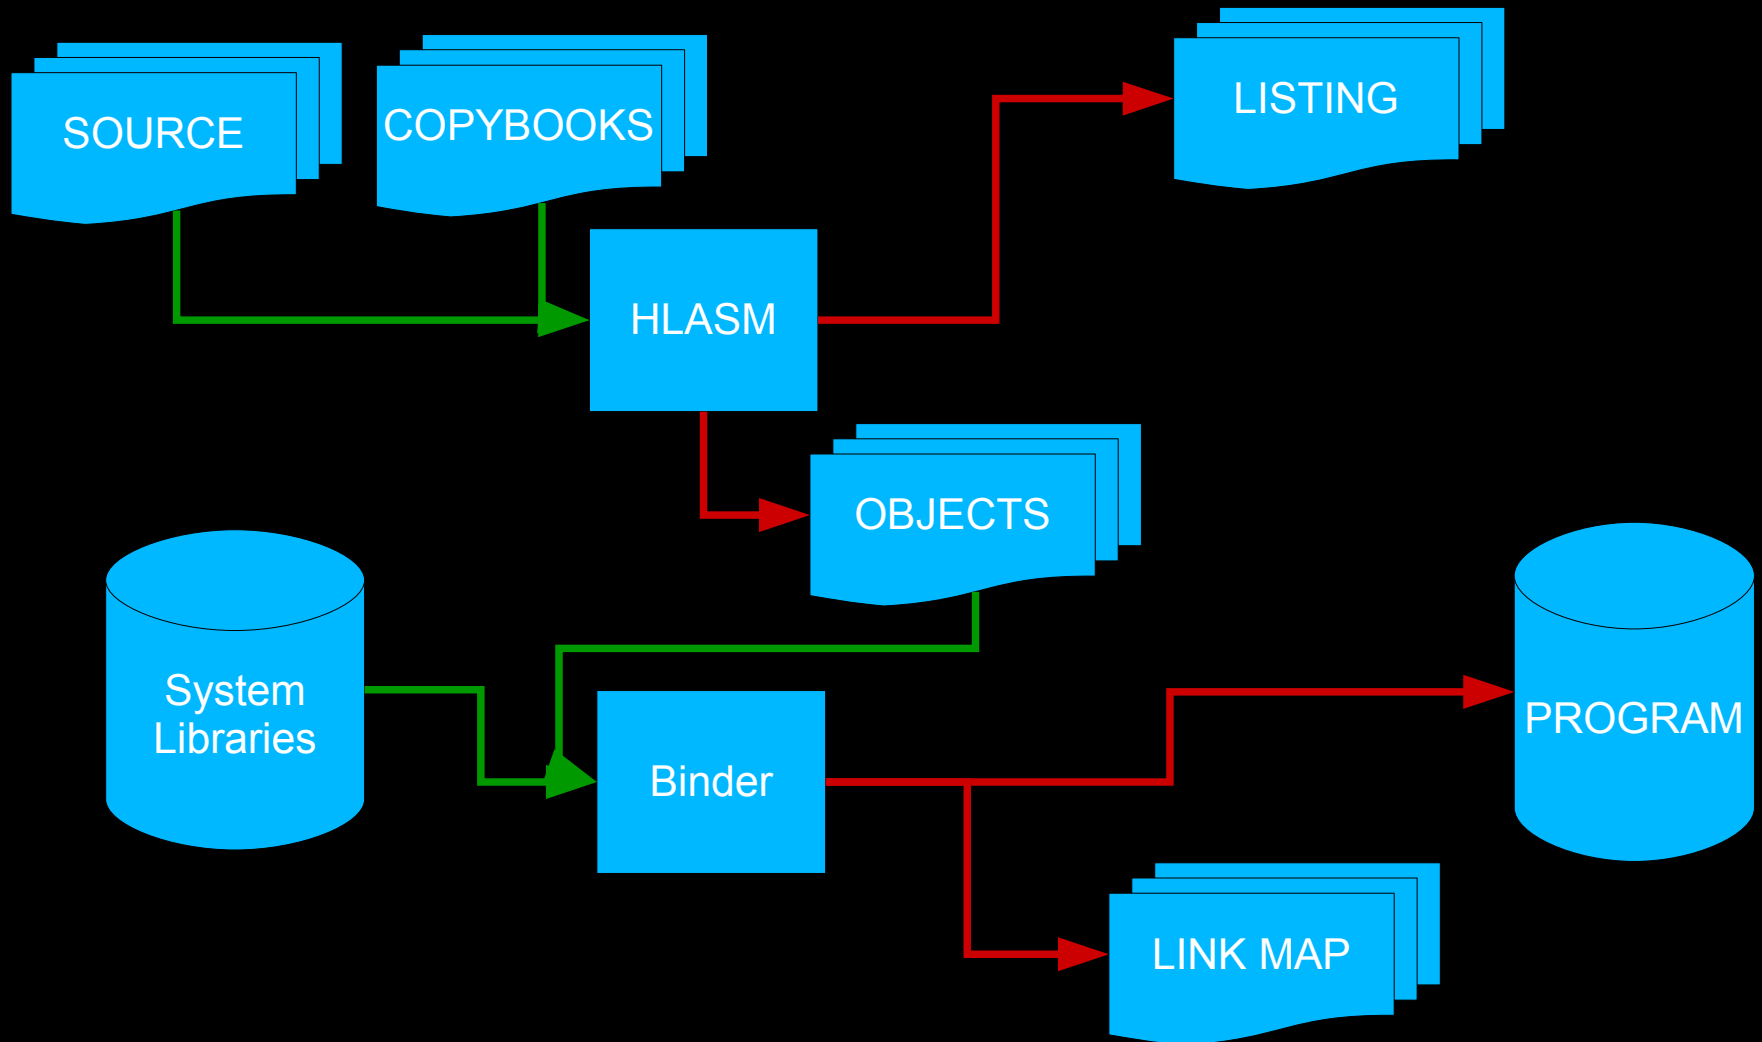 SOURCE
COPYBOOKS
LISTING
HLASM
OBJECTS
System
Libraries
Binder
PROGRAM
LINK MAP